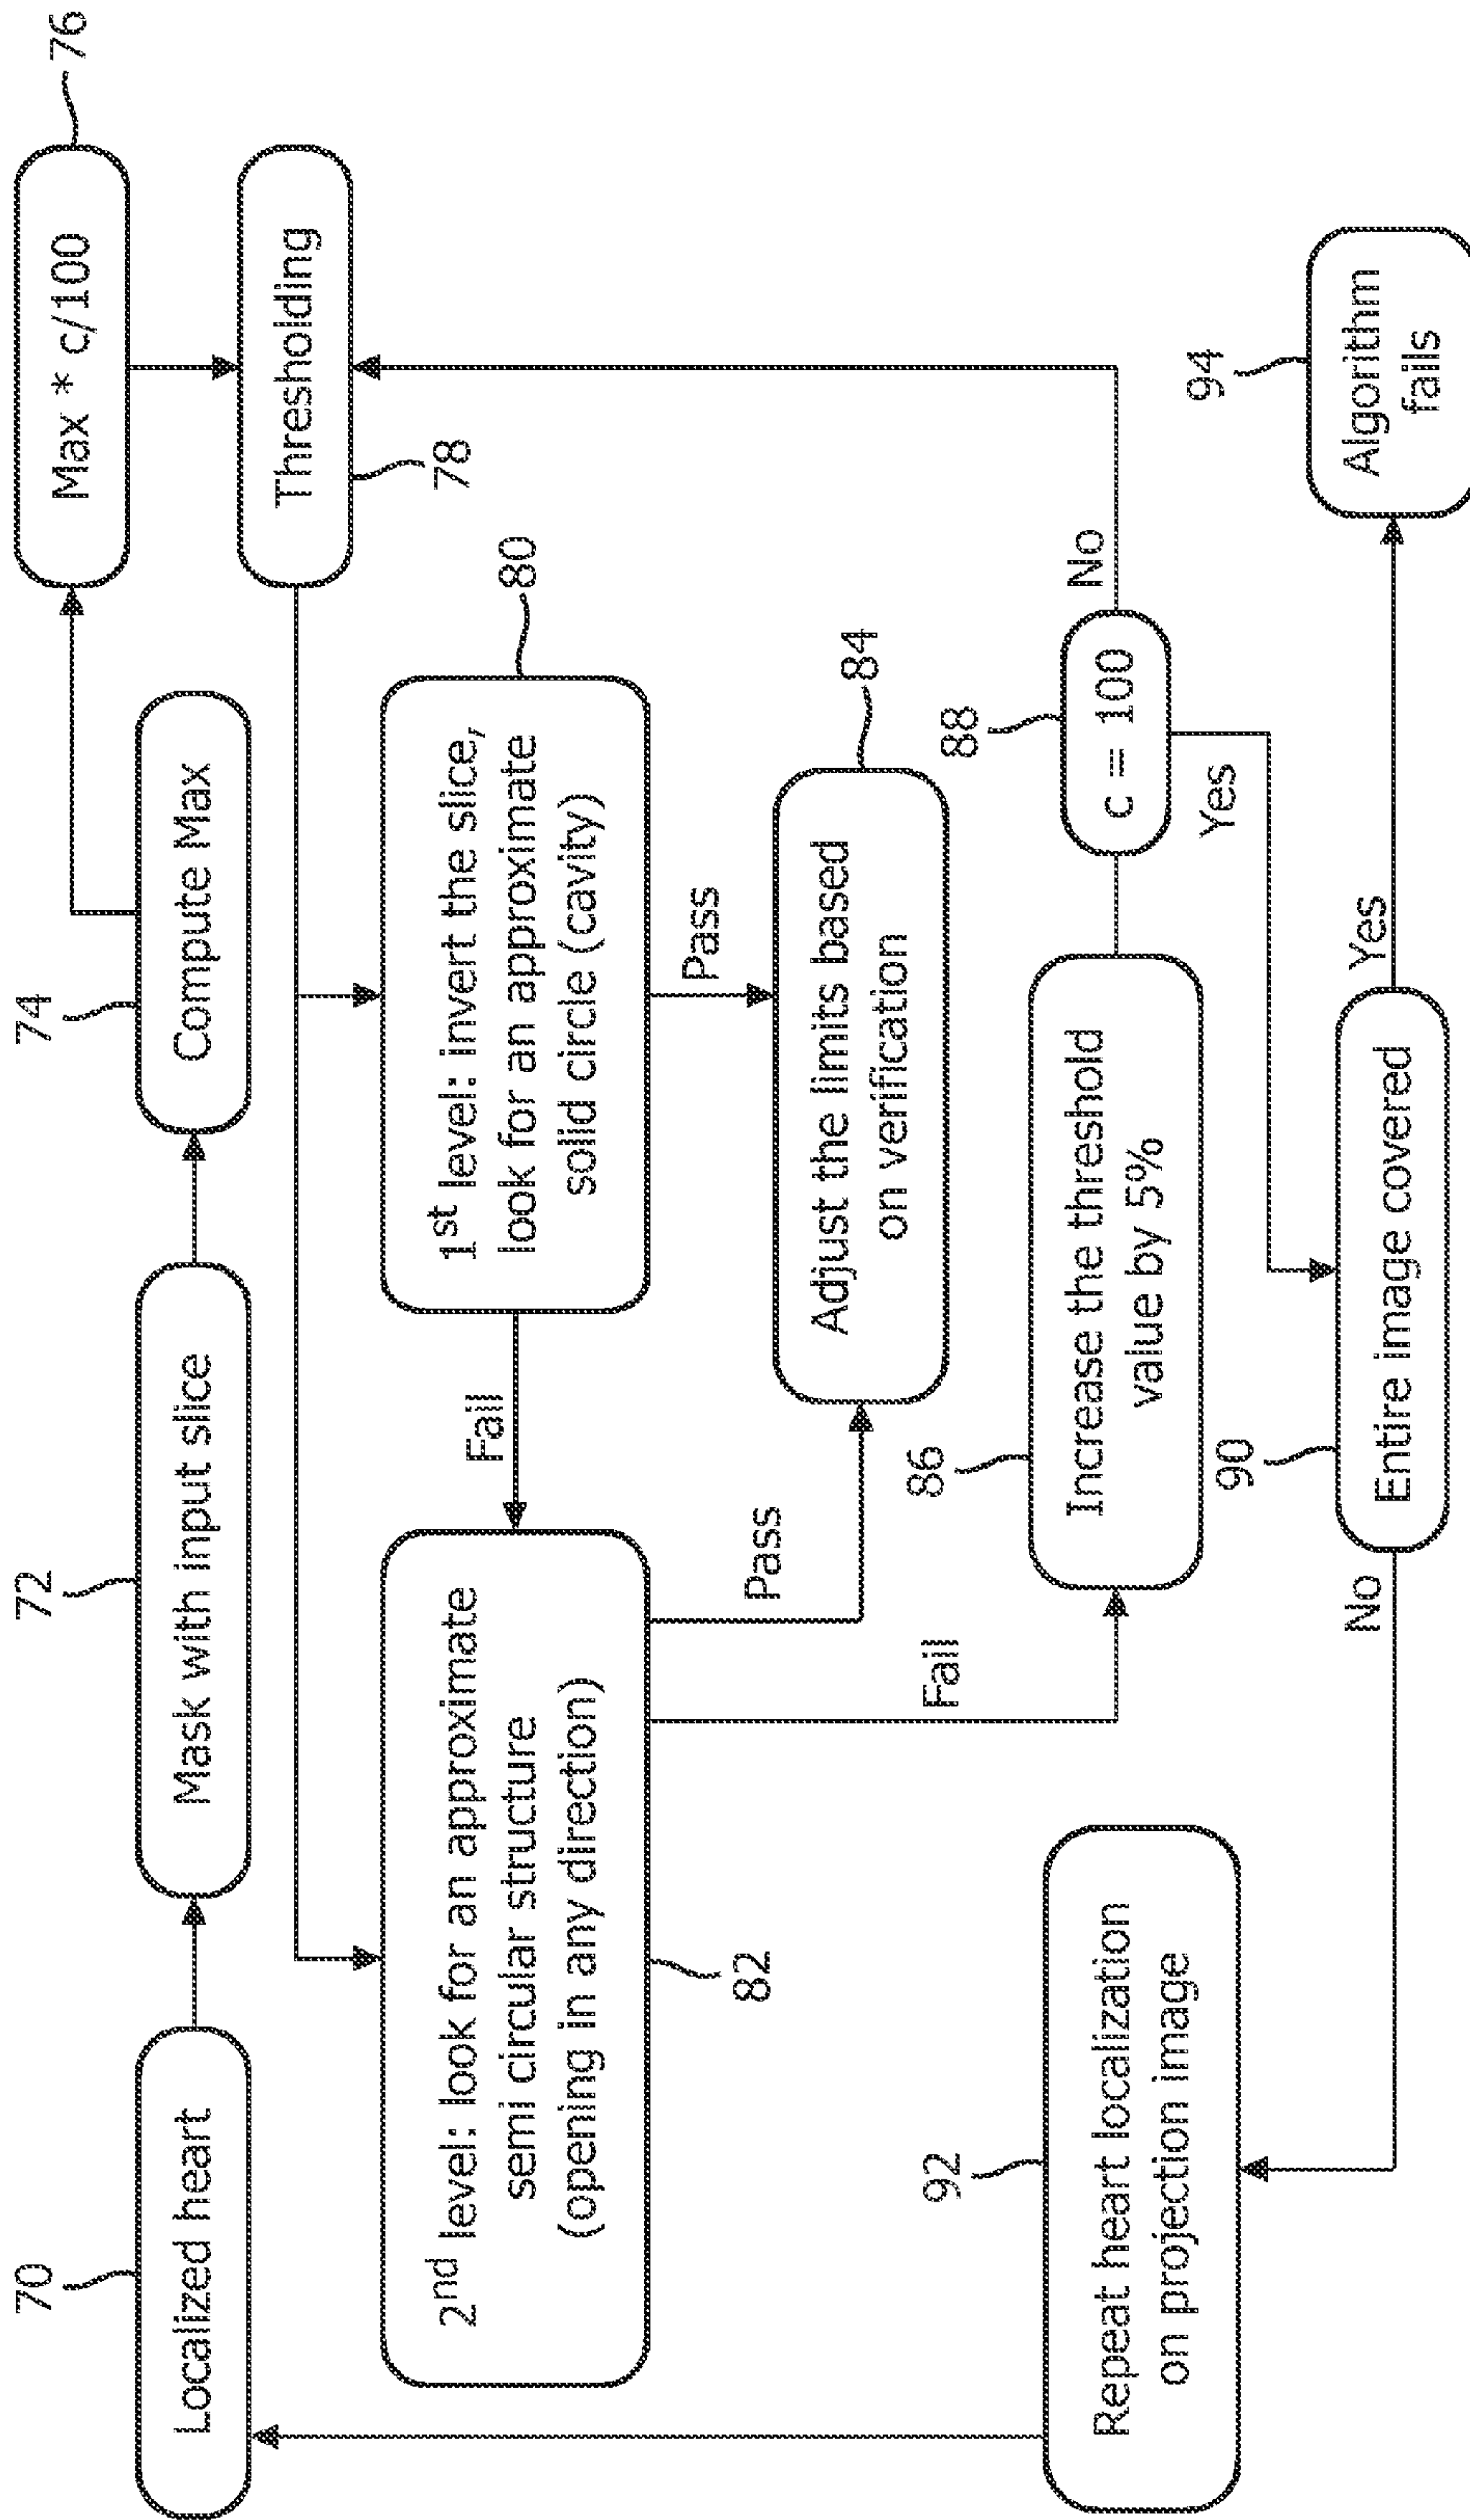 70
Localized heart
72
Mask with input slice
74
Compute Max
76
Max * c/100
Thresholding
78
80
1st level: invert the slice,
look for an approximate
solid circle (cavity)
Fail
2nd level: look for an approximate
semi circular structure
(opening in any direction)
82
Pass
Pass
84
Adjust the limits based
on verification
Fail
86
Increase the threshold
value by 5%
88
c = 100
No
Yes
90
Entire image covered
No
Yes
92
Repeat heart localization
on projection image
94
Algorithm
fails